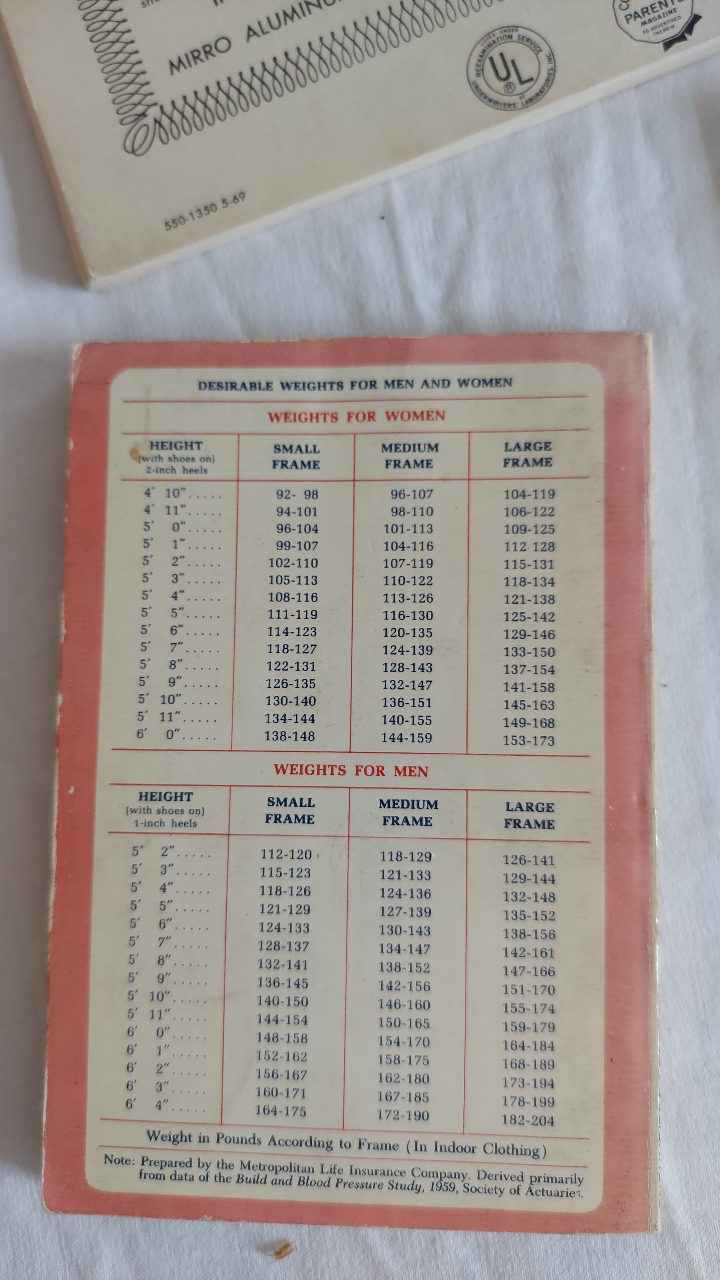 MIRRO ALUMINU
LISTED UNDER
REEXAMINATION SERVICE
UL
®
OF
UNDERWRITERS' LABORATORIES, INC.
PARENTS'
MAGAZINE
AS ADVERTISED
THEREIN
550-1350 5-69
DESIRABLE WEIGHTS FOR MEN AND WOMEN
WEIGHTS FOR WOMEN
HEIGHT (with shoes on) 2-inch heels SMALL FRAME MEDIUM FRAME LARGE FRAME
4' 10"..... 92- 98 96-107 104-119
4' 11"..... 94-101 98-110 106-122
5' 0"..... 96-104 101-113 109-125
5' 1"..... 99-107 104-116 112 128
5' 2"..... 102-110 107-119 115-131
5' 3"..... 105-113 110-122 118-134
5' 4"..... 108-116 113-126 121-138
5' 5"..... 111-119 116-130 125-142
5' 6"..... 114-123 120-135 129-146
5' 7"..... 118-127 124-139 133-150
5' 8"..... 122-131 128-143 137-154
5' 9"..... 126-135 132-147 141-158
5' 10"..... 130-140 136-151 145-163
5' 11"..... 134-144 140-155 149-168
6' 0"..... 138-148 144-159 153-173
WEIGHTS FOR MEN
HEIGHT (with shoes on) 1-inch heels SMALL FRAME MEDIUM FRAME LARGE FRAME
5' 2"..... 112-120 118-129 126-141
5' 3"..... 115-123 121-133 129-144
5' 4"..... 118-126 124-136 132-148
5' 5"..... 121-129 127-139 135-152
5' 6"..... 124-133 130-143 138-156
5' 7"..... 128-137 134-147 142-161
5' 8"..... 132-141 138-152 147-166
5' 9"..... 136-145 142-156 151-170
5' 10"..... 140-150 146-160 155-174
5' 11"..... 144-154 150-165 159-179
6' 0"..... 148-158 154-170 164-184
6' 1"..... 152-162 158-175 168-189
6' 2"..... 156-167 162-180 173-194
6' 3"..... 160-171 167-185 178-199
6' 4"..... 164-175 172-190 182-204
Weight in Pounds According to Frame (In Indoor Clothing)
Note: Prepared by the Metropolitan Life Insurance Company. Derived primarily
from data of the Build and Blood Pressure Study, 1959, Society of Actuaries.